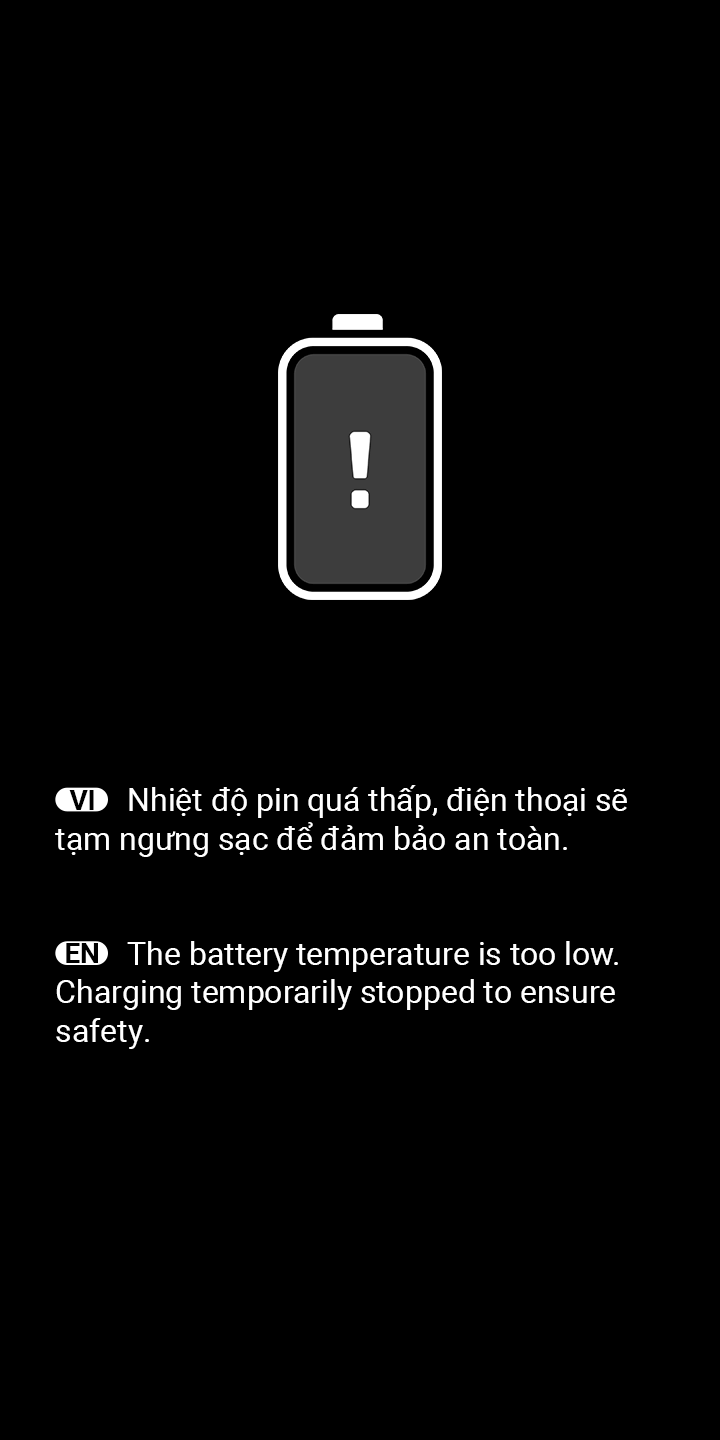 !
VI Nhiệt độ pin quá thấp, điện thoại sẽ
tạm ngưng sạc để đảm bảo an toàn.
EN The battery temperature is too low.
Charging temporarily stopped to ensure
safety.